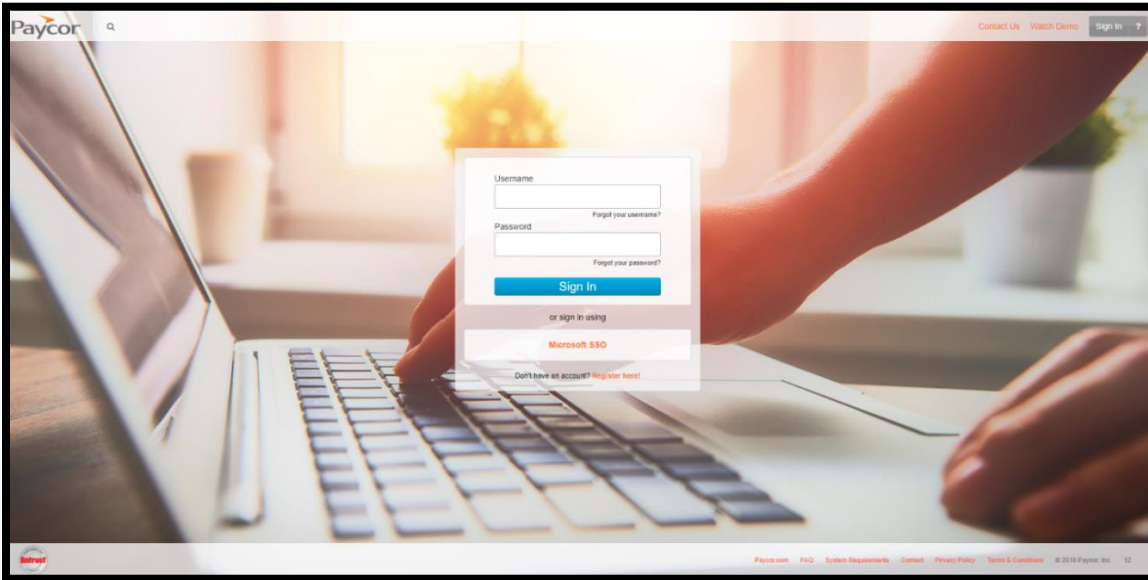 Paycor
Contact Us Watch Demo Sign In ?
Username
Forgot your username?
Password
Forgot your password?
Sign In
or sign in using
Microsoft SSO
Don't have an account? Register here!
Entrust
Paycor.com FAQ System Requirements Contact Privacy Policy Terms & Conditions © 2018 Paycor, Inc. 12